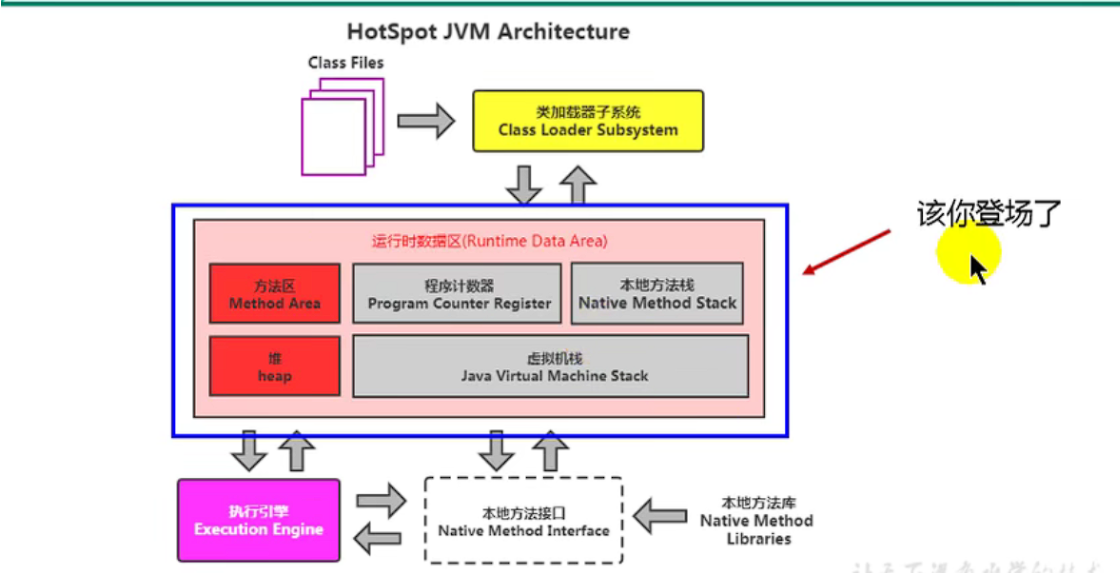 HotSpot JVM Architecture
Class Files
类加载器子系统
Class Loader Subsystem
该你登场了
运行时数据区(Runtime Data Area)
方法区
Method Area
程序计数器
Program Counter Register
本地方法栈
Native Method Stack
堆
heap
虚拟机栈
Java Virtual Machine Stack
执行引擎
Execution Engine
本地方法接口
Native Method Interface
本地方法库
Native Method
Libraries